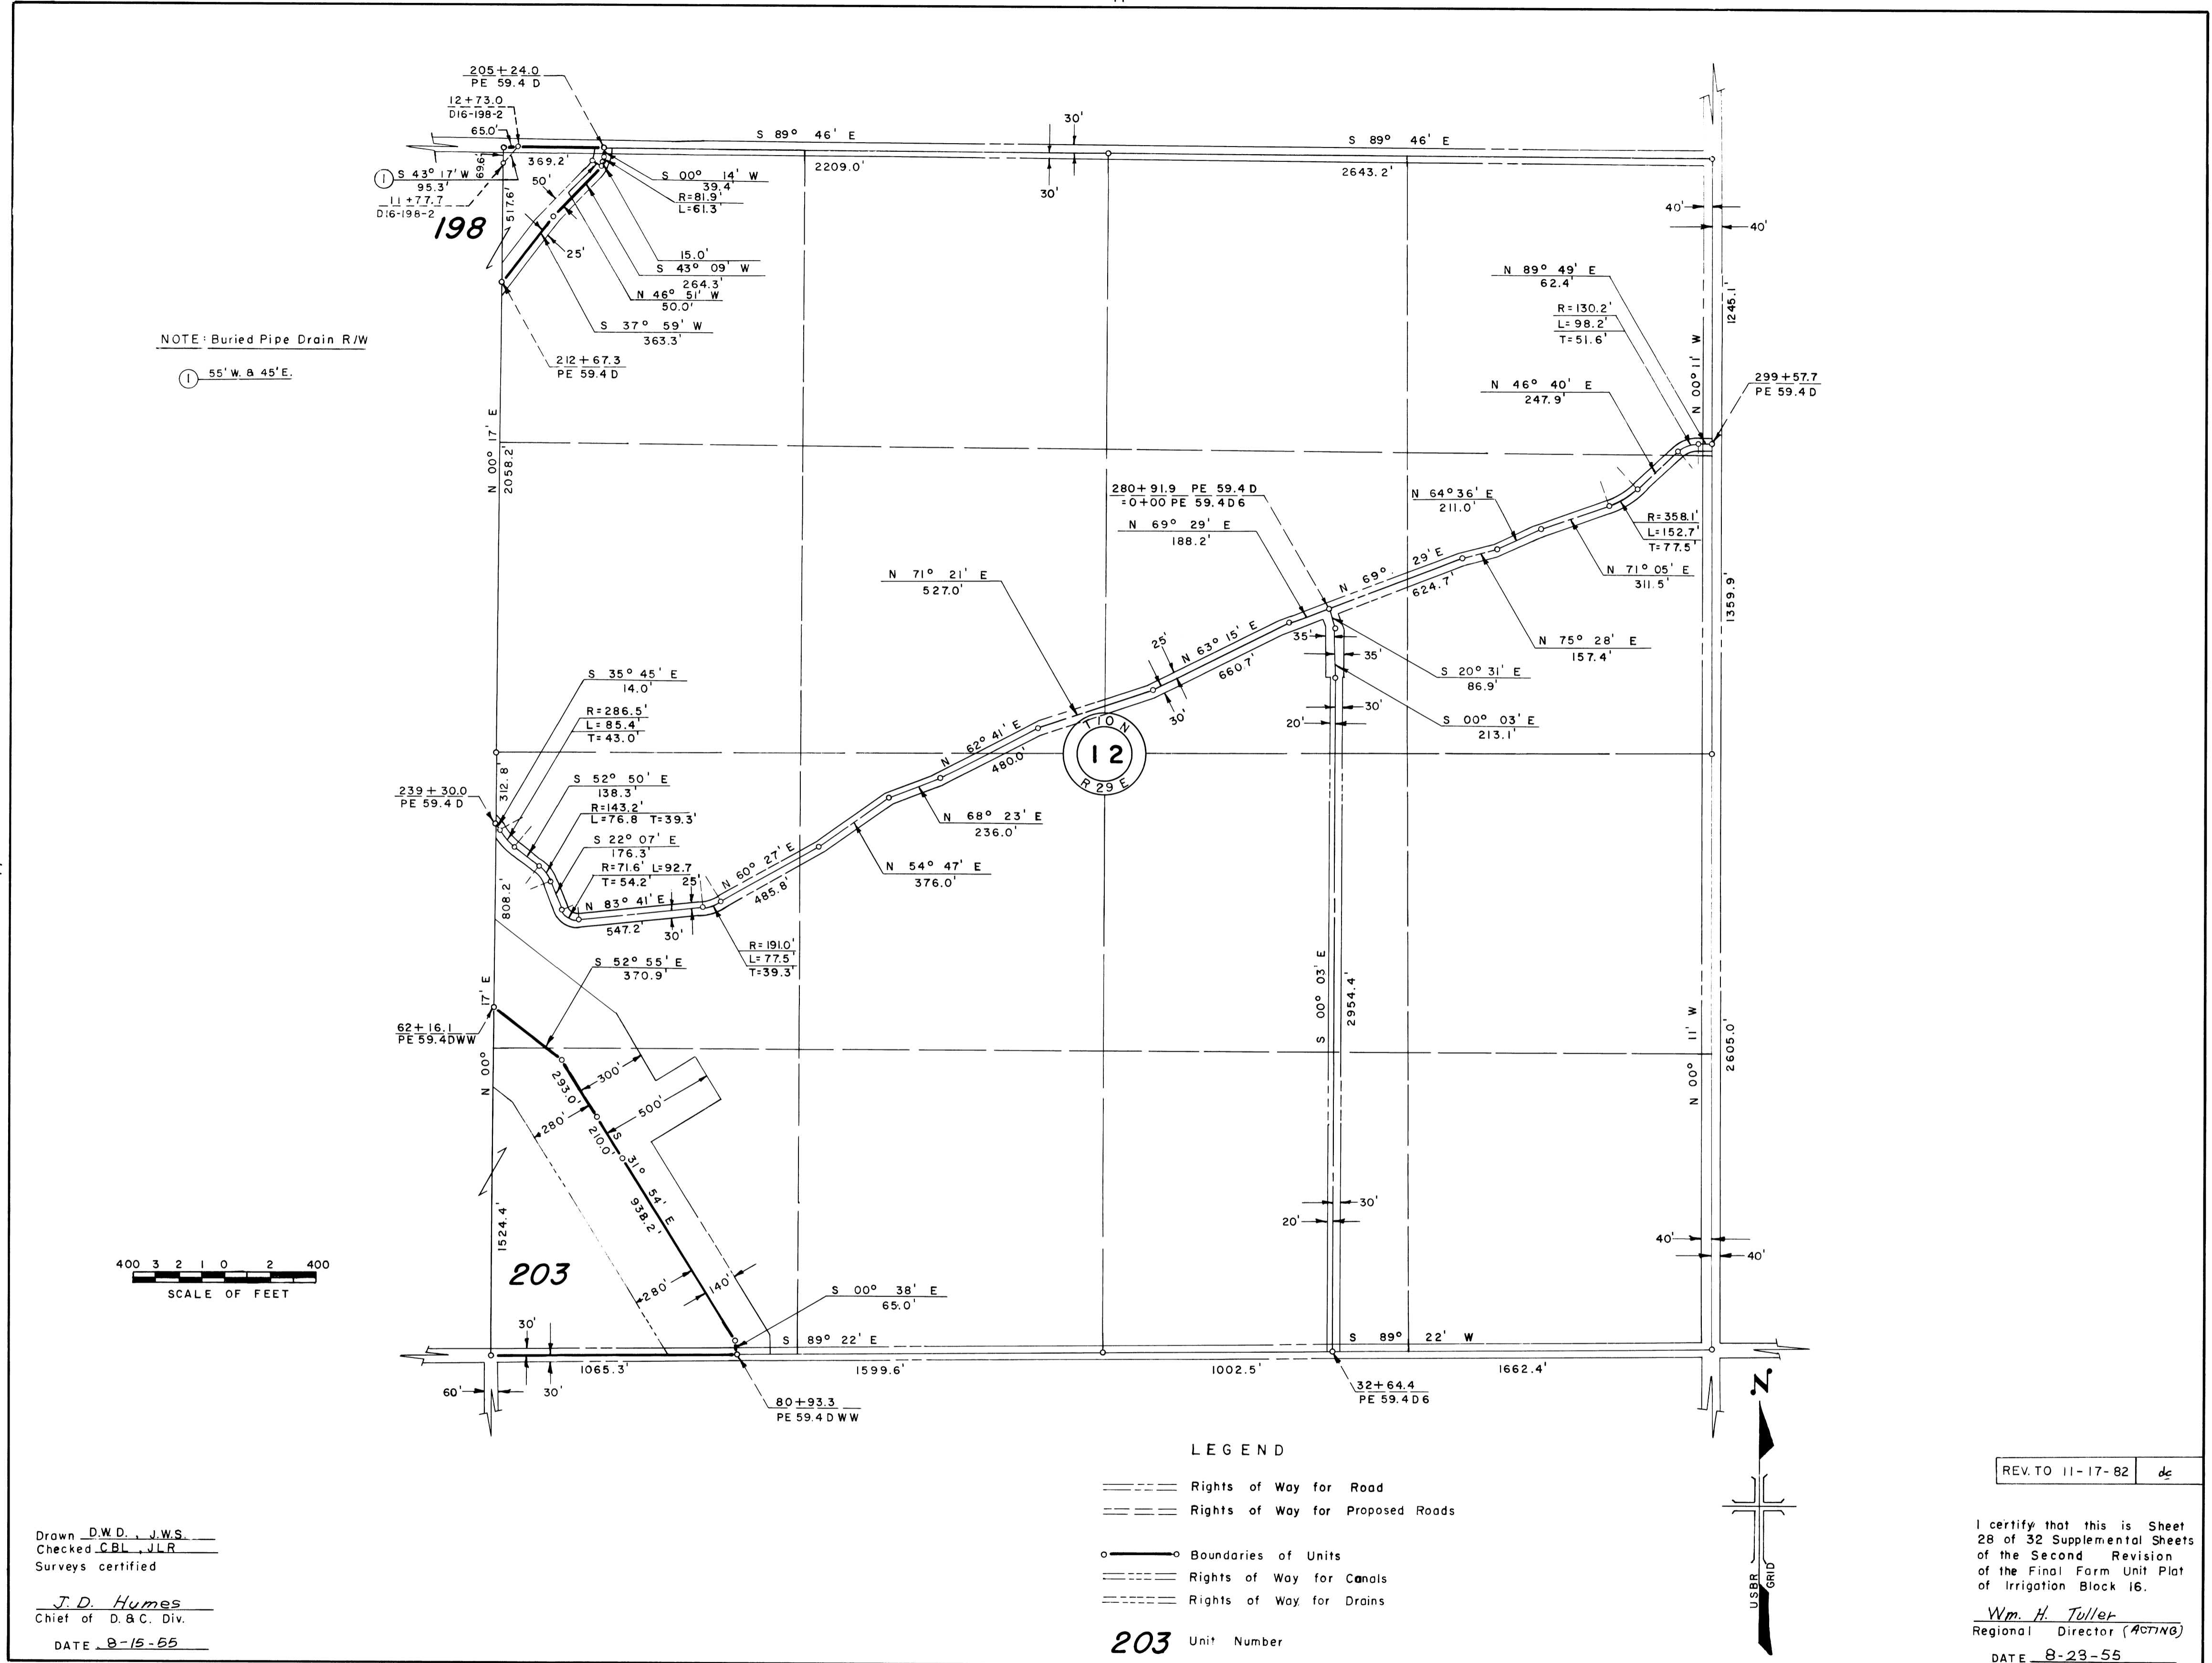 205+24.0
PE 59.4 D
12+73.0
D16-198-2
65.0'
369.2'
69.6'
① S 43° 17' W
95.3'
11+77.7
D16-198-2
198
517.6'
50'
25'
S 89° 46' E
2209.0'
30'
30'
S 89° 46' E
2643.2'
S 00° 14' W
39.4'
R=81.9'
L=61.3'
15.0'
S 43° 09' W
264.3'
N 46° 51' W
50.0'
S 37° 59' W
363.3'
212+67.3
PE 59.4 D
NOTE: Buried Pipe Drain R/W
① 55' W. & 45' E.
40'
40'
N 89° 49' E
62.4'
R=130.2'
L=98.2'
T=51.6'
N 46° 40' E
247.9'
1245.1'
N 00° 11' W
299+57.7
PE 59.4 D
N 00° 17' E
2058.2'
280+91.9 PE 59.4 D
=0+00 PE 59.4 D6
N 69° 29' E
188.2'
N 64° 36' E
211.0'
R=358.1'
L=152.7'
T=77.5'
N 71° 05' E
311.5'
N 69° 29' E
624.7'
N 75° 28' E
157.4'
1359.9'
N 71° 21' E
527.0'
25'
N 63° 15' E
660.7'
30'
35'
35'
S 20° 31' E
86.9'
S 00° 03' E
213.1'
30'
20'
S 35° 45' E
14.0'
R=286.5'
L=85.4'
T=43.0'
S 52° 50' E
138.3'
R=143.2'
L=76.8 T=39.3'
S 22° 07' E
176.3'
R=71.6' L=92.7
T=54.2'
312.8'
239+30.0
PE 59.4 D
808.2'
N 83° 41' E
547.2'
25'
30'
N 60° 27' E
485.8'
R=191.0'
L=77.5'
T=39.3'
N 54° 47' E
376.0'
N 68° 23' E
236.0'
N 62° 41' E
480.0'
TION
12
R 29 E
S 52° 55' E
370.9'
62+16.1
PE 59.4DWW
N 00° 17' E
1524.4'
293.0'
300'
280'
500'
210.0'
S 31° 54' E
938.2'
280'
140'
S 00° 38' E
65.0'
S 00° 03' E
2954.4'
N 00° 11' W
2605.0'
30'
20'
40'
40'
203
400 3 2 1 0 2 400
SCALE OF FEET
30'
30'
60'
1065.3'
S 89° 22' E
1599.6'
80+93.3
PE 59.4 DWW
1002.5'
S 89° 22' W
1662.4'
32+64.4
PE 59.4 D6
N
USBR GRID
LEGEND
Rights of Way for Road
Rights of Way for Proposed Roads
Boundaries of Units
Rights of Way for Canals
Rights of Way for Drains
203 Unit Number
Drawn D.W.D., J.W.S.
Checked CBL, JLR
Surveys certified
J.D. Humes
Chief of D. & C. Div.
DATE 8-15-55
REV. TO 11-17-82 dc
I certify that this is Sheet
28 of 32 Supplemental Sheets
of the Second Revision
of the Final Farm Unit Plat
of Irrigation Block 16.
Wm. H. Tuller
Regional Director (ACTING)
DATE 8-23-55